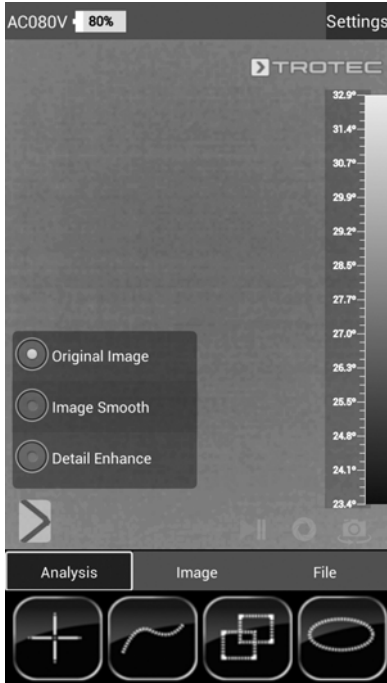 AC080V 80% Settings
TROTEC
32.9°
31.4°
30.7°
29.9°
29.2°
28.5°
27.7°
27.0°
26.3°
25.5°
24.8°
24.1°
23.4°
Original Image
Image Smooth
Detail Enhance
Analysis Image File